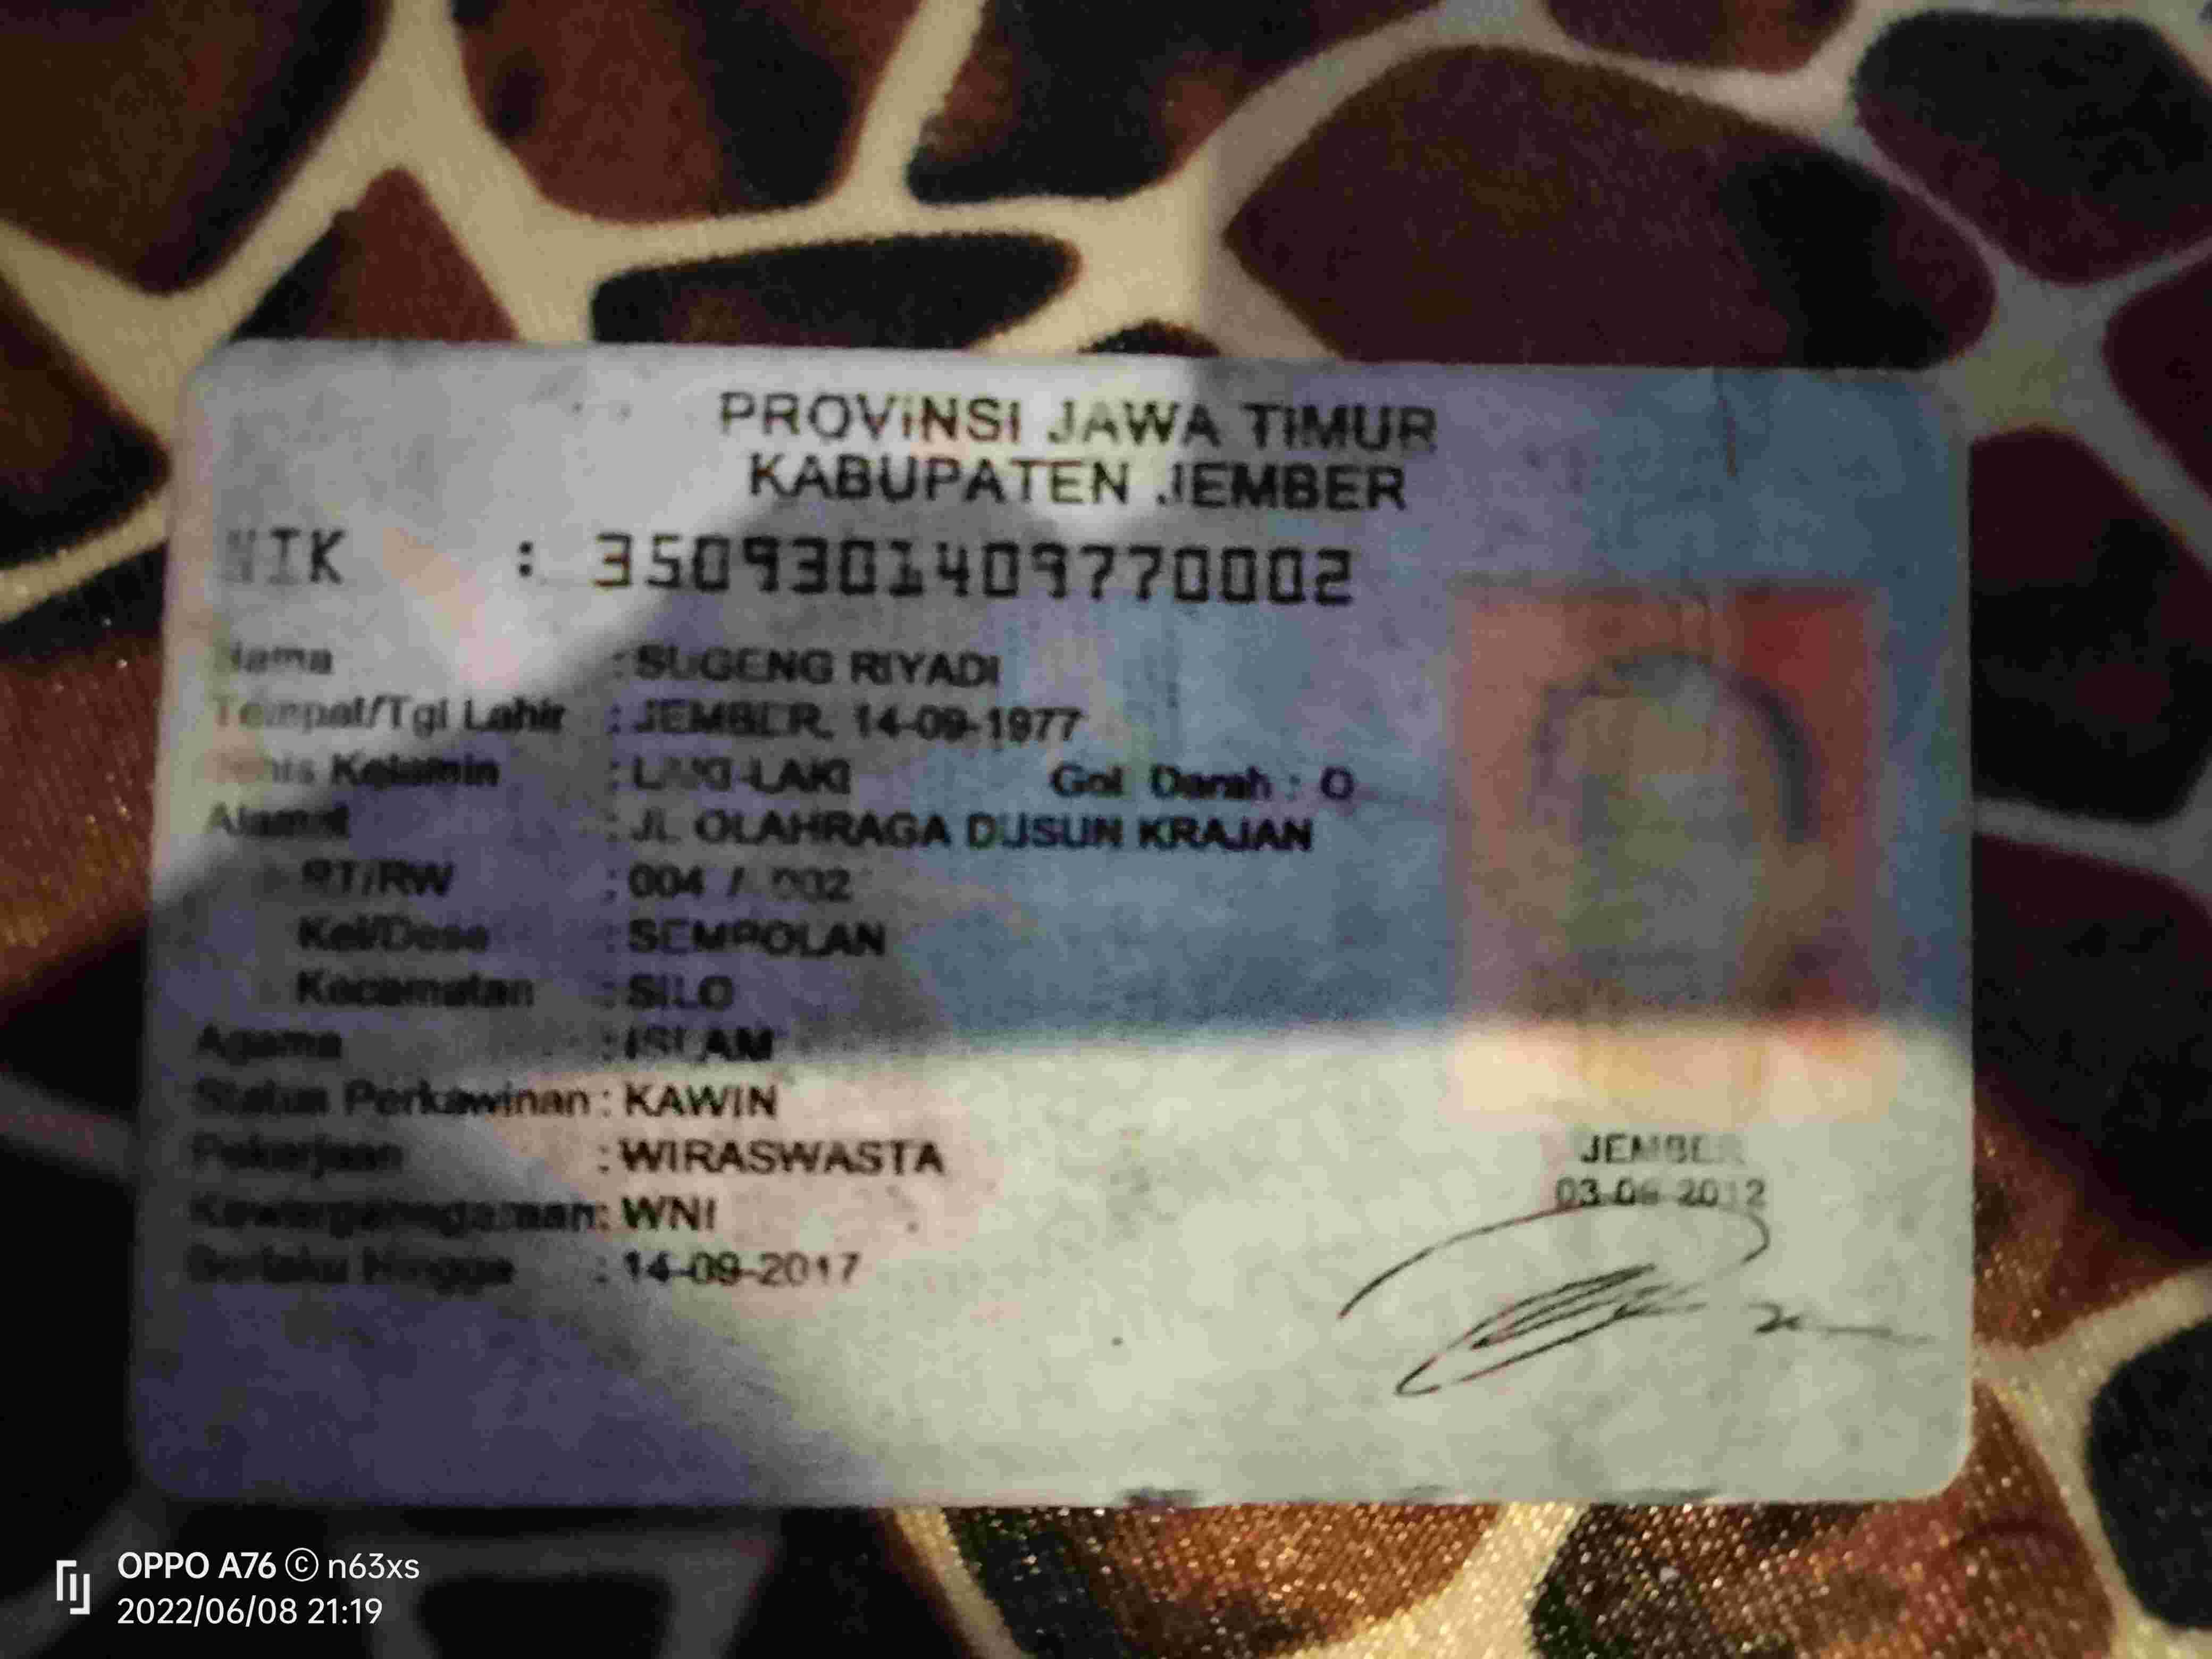 PROVINSI JAWA TIMUR
KABUPATEN JEMBER
NIK : 3509301409770002
Nama : SUGENG RIYADI
Tempat/Tgl Lahir : JEMBER, 14-09-1977
Jenis Kelamin : LAKI-LAKI Gol. Darah : O
Alamat : JL. OLAHRAGA DUSUN KRAJAN
RT/RW : 004 / 002
Kel/Desa : SEMPOLAN
Kecamatan : SILO
Agama : ISLAM
Status Perkawinan : KAWIN
Pekerjaan : WIRASWASTA
Kewarganegaraan: WNI
Berlaku Hingga : 14-09-2017
JEMBER
OPPO A76 © n63xs
2022/06/08 21:19